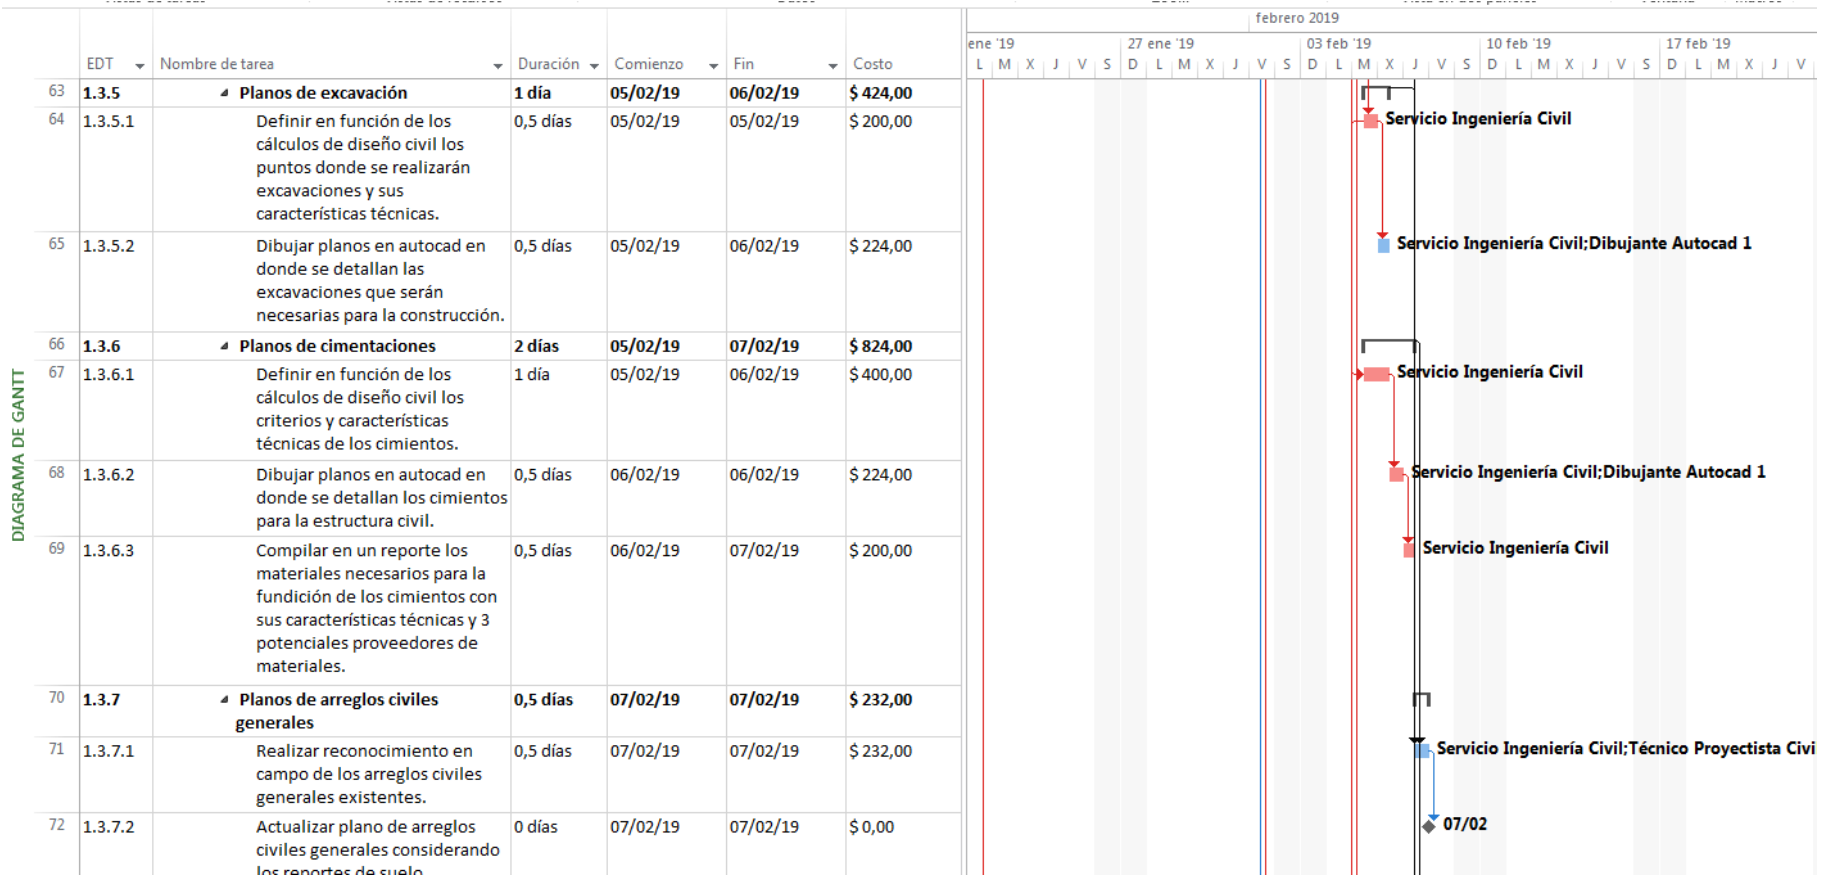 febrero 2019
ene '19 27 ene '19 03 feb '19 10 feb '19 17 feb '19
EDT Nombre de tarea Duración Comienzo Fin Costo
L M X J V S D L M X J V S D L M X J V S D L M X J V S D L M X J V
63 1.3.5 Planos de excavación 1 día 05/02/19 06/02/19 $ 424,00
64 1.3.5.1 Definir en función de los 0,5 días 05/02/19 05/02/19 $ 200,00 Servicio Ingeniería Civil
cálculos de diseño civil los
puntos donde se realizarán
excavaciones y sus
características técnicas.
65 1.3.5.2 Dibujar planos en autocad en 0,5 días 05/02/19 06/02/19 $ 224,00 Servicio Ingeniería Civil;Dibujante Autocad 1
donde se detallan las
excavaciones que serán
necesarias para la construcción.
66 1.3.6 Planos de cimentaciones 2 días 05/02/19 07/02/19 $ 824,00
67 1.3.6.1 Definir en función de los 1 día 05/02/19 06/02/19 $ 400,00 Servicio Ingeniería Civil
cálculos de diseño civil los
criterios y características
técnicas de los cimientos.
68 1.3.6.2 Dibujar planos en autocad en 0,5 días 06/02/19 06/02/19 $ 224,00 Servicio Ingeniería Civil;Dibujante Autocad 1
donde se detallan los cimientos
para la estructura civil.
69 1.3.6.3 Compilar en un reporte los 0,5 días 06/02/19 07/02/19 $ 200,00 Servicio Ingeniería Civil
materiales necesarios para la
fundición de los cimientos con
sus características técnicas y 3
potenciales proveedores de
materiales.
70 1.3.7 Planos de arreglos civiles 0,5 días 07/02/19 07/02/19 $ 232,00
generales
71 1.3.7.1 Realizar reconocimiento en 0,5 días 07/02/19 07/02/19 $ 232,00 Servicio Ingeniería Civil;Técnico Proyectista Civi
campo de los arreglos civiles
generales existentes.
72 1.3.7.2 Actualizar plano de arreglos 0 días 07/02/19 07/02/19 $ 0,00 07/02
civiles generales considerando
los reportes de suelo
DIAGRAMA DE GANTT